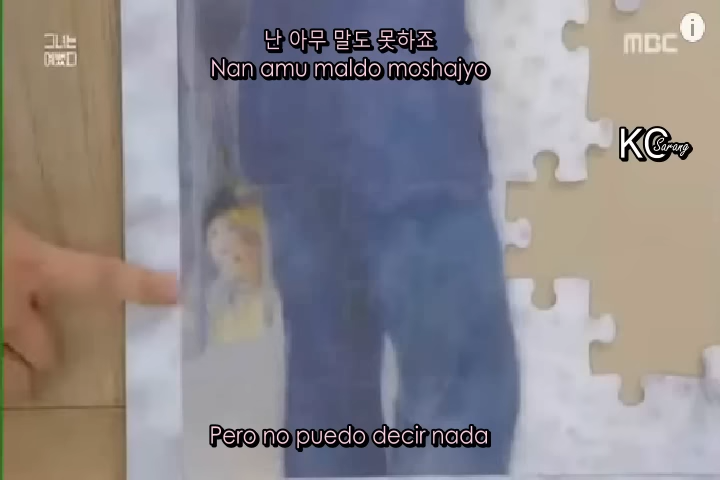 난 아무 말도 못하죠
Nan amu maldo moshajyo
그녀는
예뻤다
MBC
i
KC
Sarang
Pero no puedo decir nada